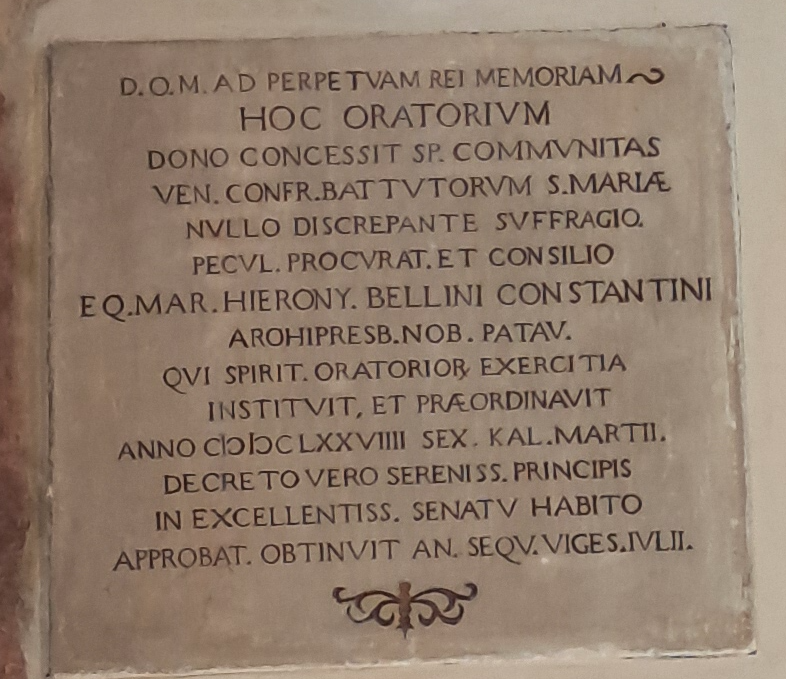 D.O.M. AD PERPETVAM REI MEMORIAM
HOC ORATORIVM
DONO CONCESSIT SP. COMMVNITAS
VEN. CONFR. BATTVTORVM S. MARIÆ
NVLLO DISCREPANTE SVFFRAGIO.
PECVL. PROCVRAT. ET CONSILIO
EQ. MAR. HIERONY. BELLINI CONSTANTINI
AROHIPRESB. NOB. PATAV.
QVI SPIRIT. ORATORIOꝶ EXERCITIA
INSTITVIT, ET PRÆORDINAVIT
ANNO CIↃIↃCLXXVIIII SEX. KAL. MARTII.
DECRETO VERO SERENISS. PRINCIPIS
IN EXCELLENTISS. SENATV HABITO
APPROBAT. OBTINVIT AN. SEQV. VIGES. IVLII.